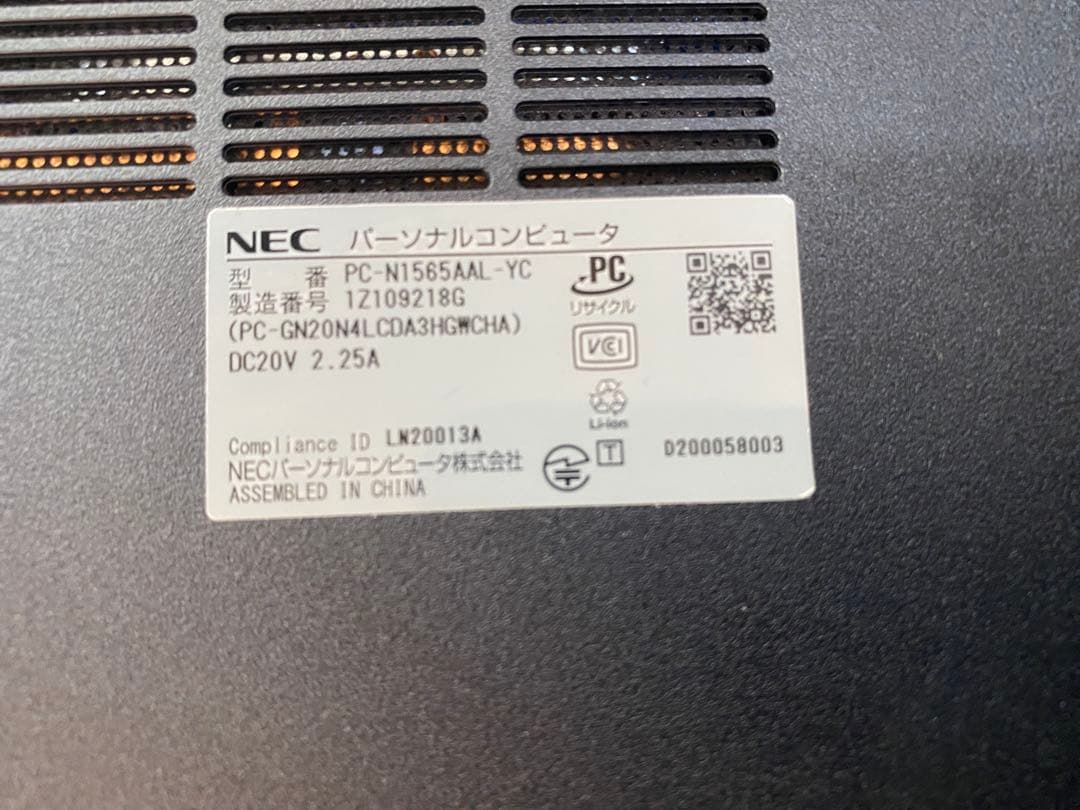 NEC パーソナルコンピュータ
型 番 PC-N1565AAL-YC
製造番号 1Z109218G
(PC-GN20N4LCDA3HGWCHA)
DC20V 2.25A
PC
リサイクル
VCCI
Li-ion
Compliance ID LN20013A
NECパーソナルコンピュータ株式会社
ASSEMBLED IN CHINA
T
D200058003